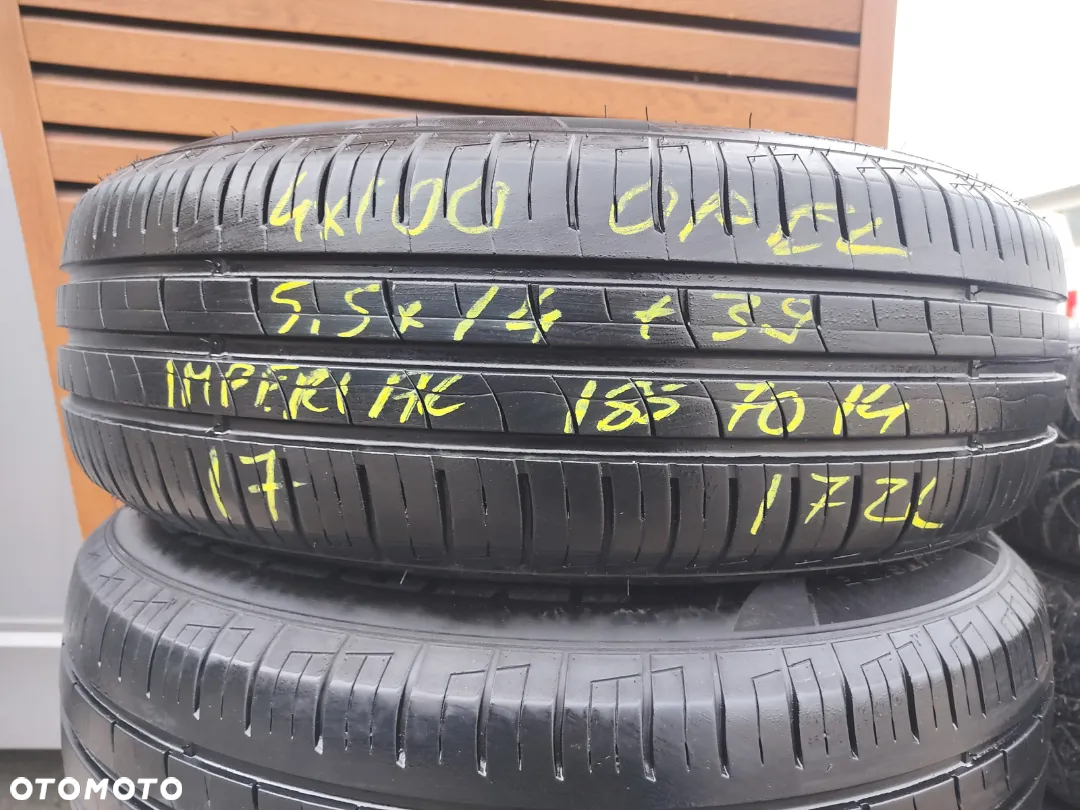 4x100 OPEL
5,5x14 +39
IMPERIAL 185 70 14
17 1722
OTOMOTO